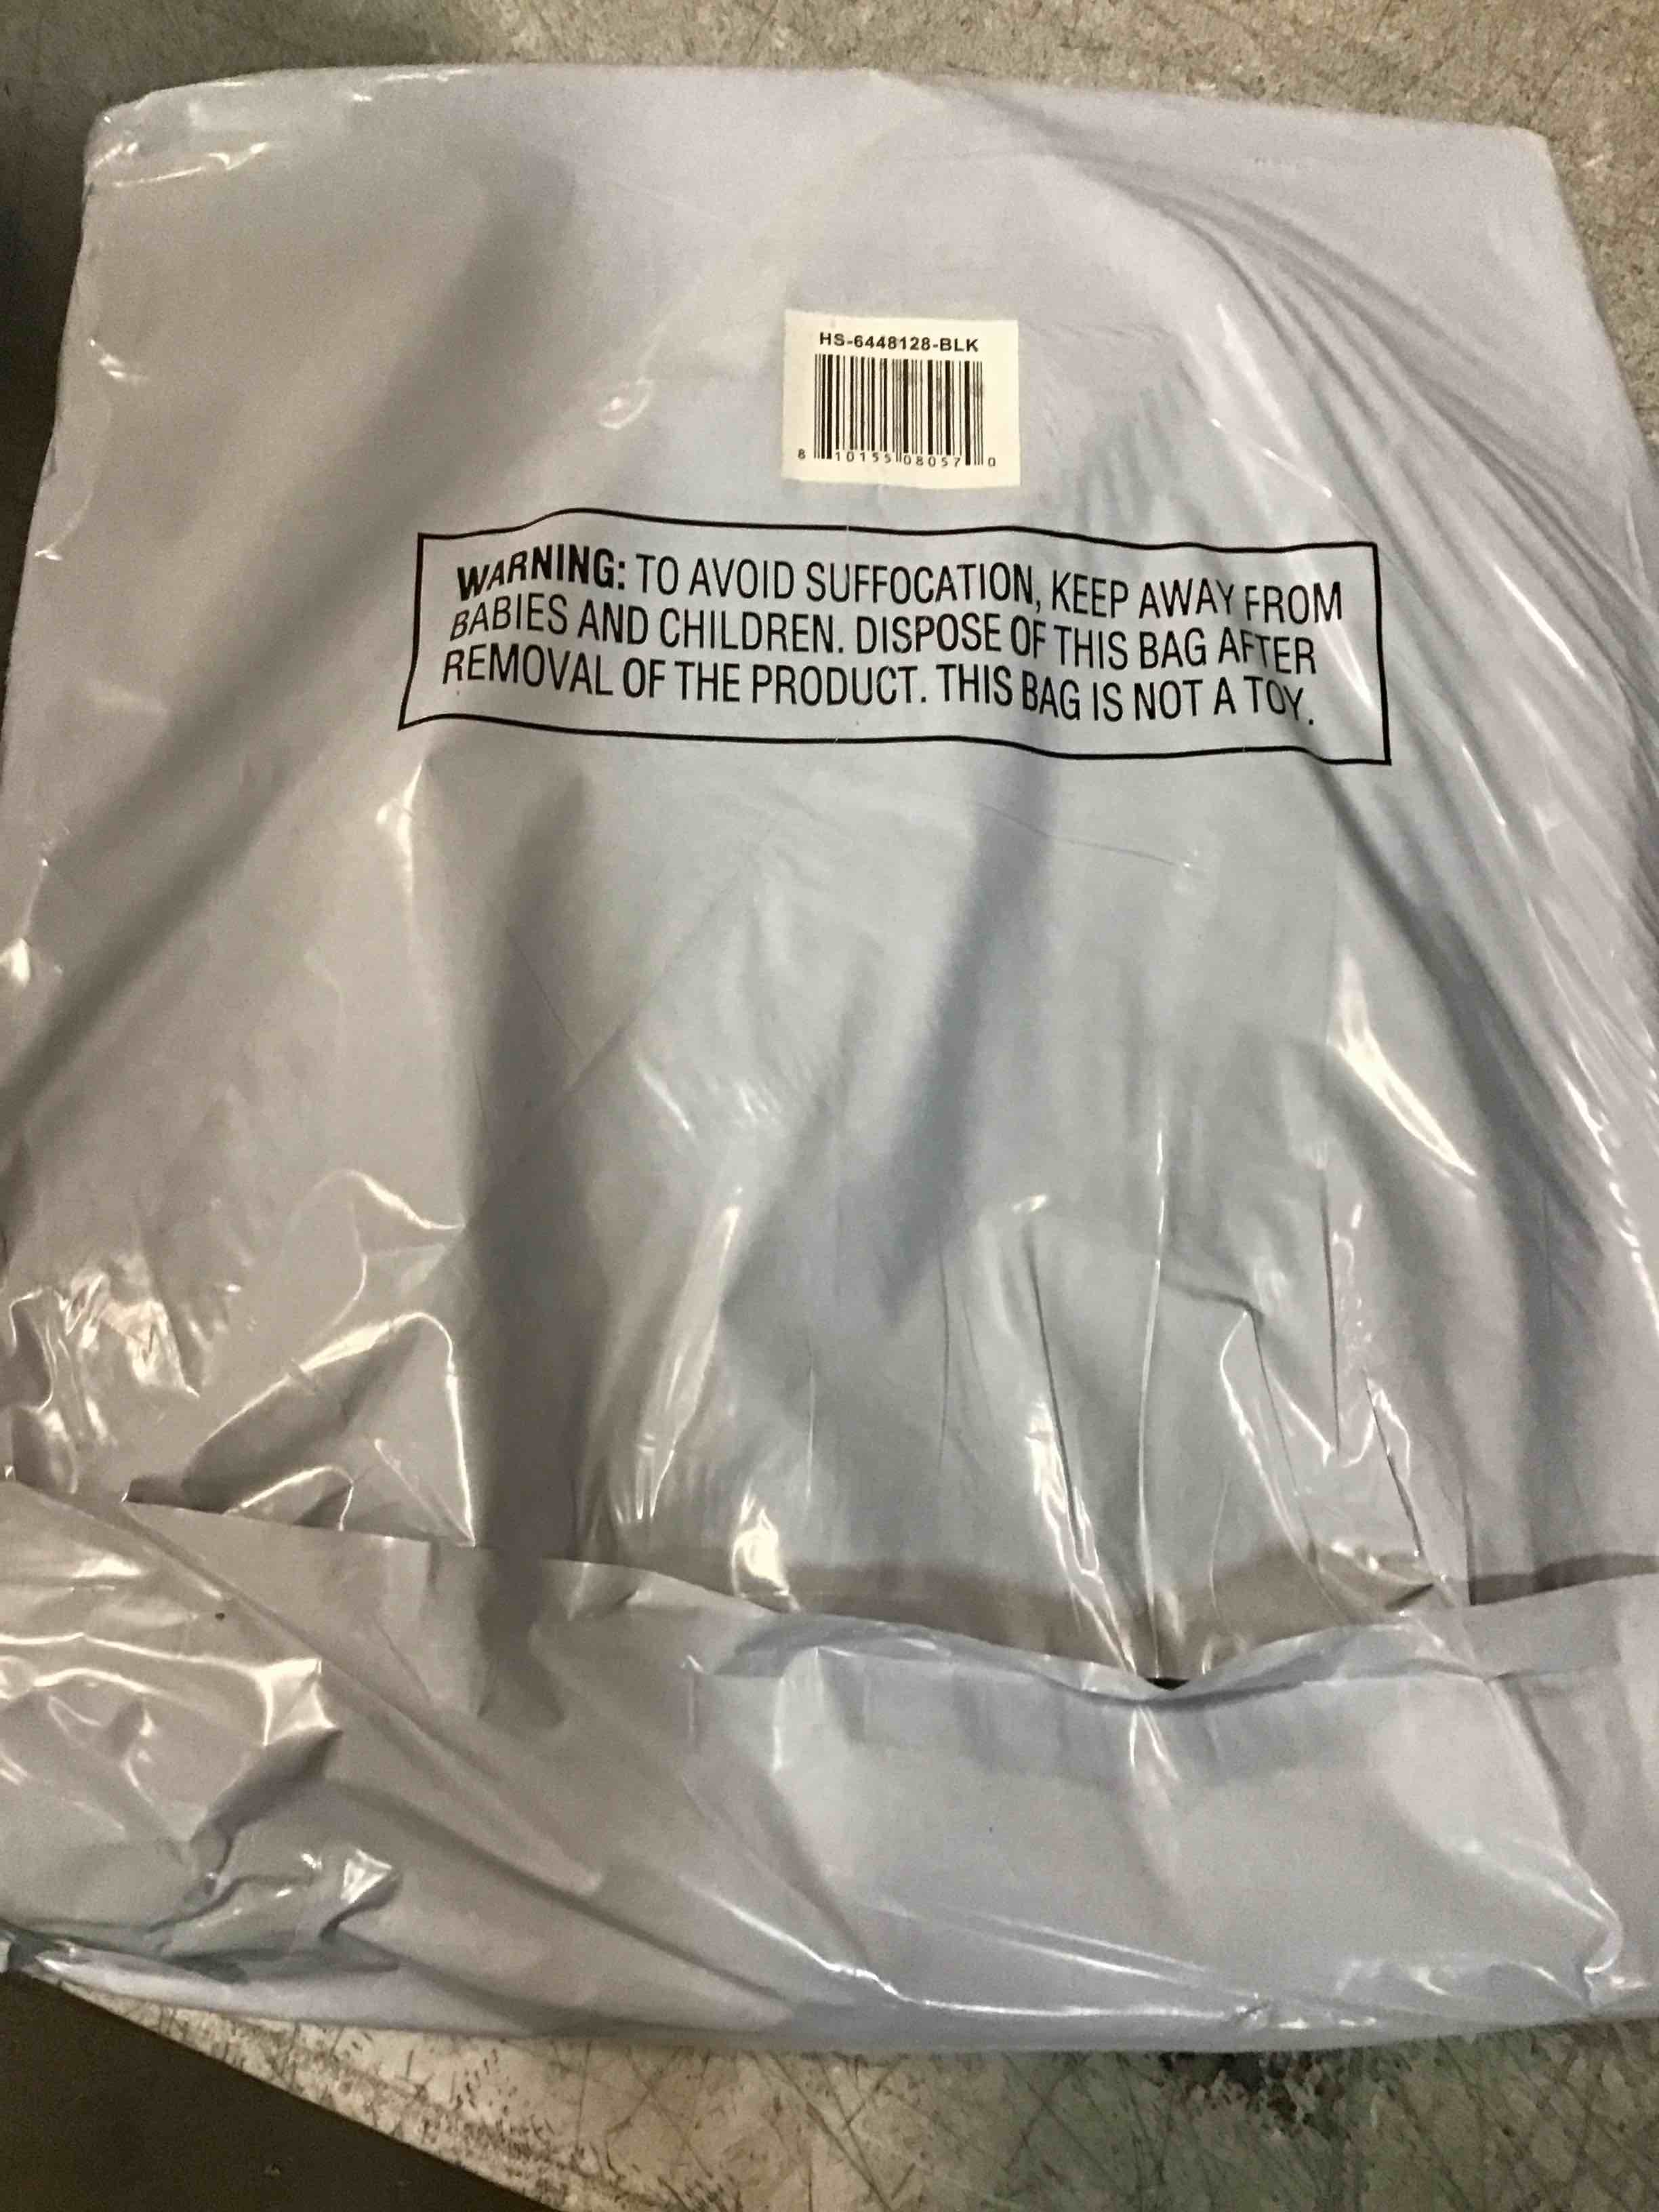 HS-6448128-BLK
8 10155 08057 0
WARNING: TO AVOID SUFFOCATION, KEEP AWAY FROM
BABIES AND CHILDREN. DISPOSE OF THIS BAG AFTER
REMOVAL OF THE PRODUCT. THIS BAG IS NOT A TOY.